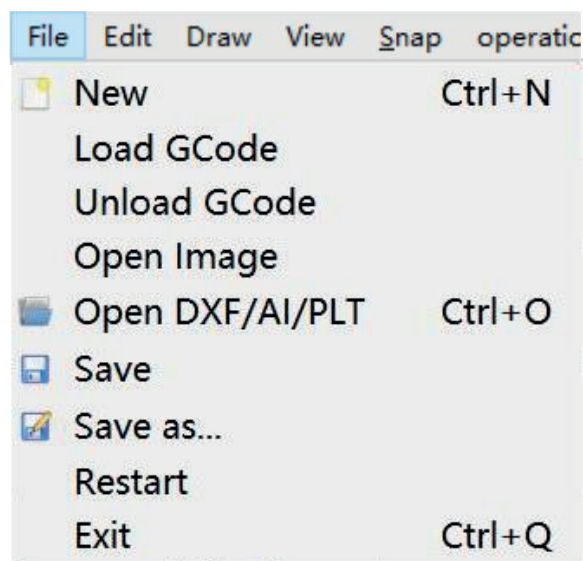 File Edit Draw View Snap operatic
New Ctrl+N
Load GCode
Unload GCode
Open Image
Open DXF/AI/PLT Ctrl+O
Save
Save as...
Restart
Exit Ctrl+Q